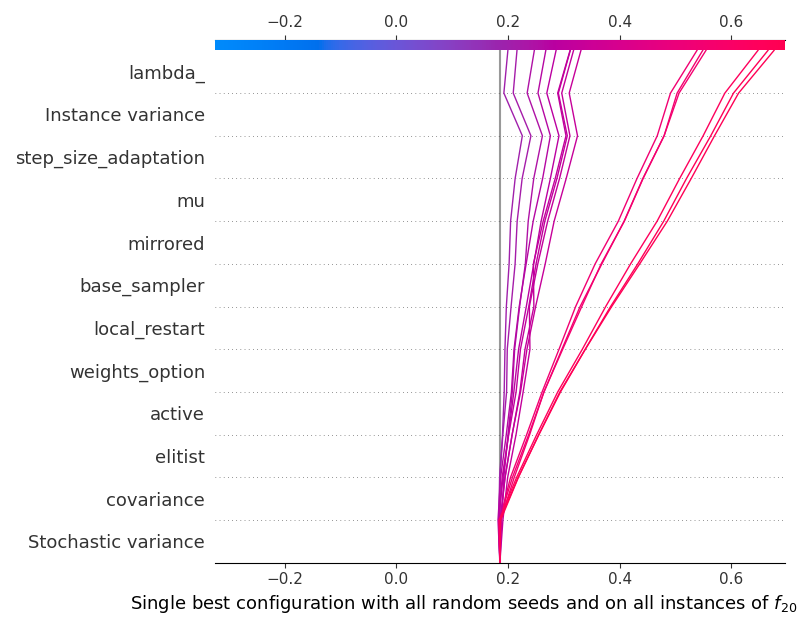 −0.2 0.0 0.2 0.4 0.6
lambda_
Instance variance
step_size_adaptation
mu
mirrored
base_sampler
local_restart
weights_option
active
elitist
covariance
Stochastic variance
−0.2 0.0 0.2 0.4 0.6
Single best configuration with all random seeds and on all instances of f20